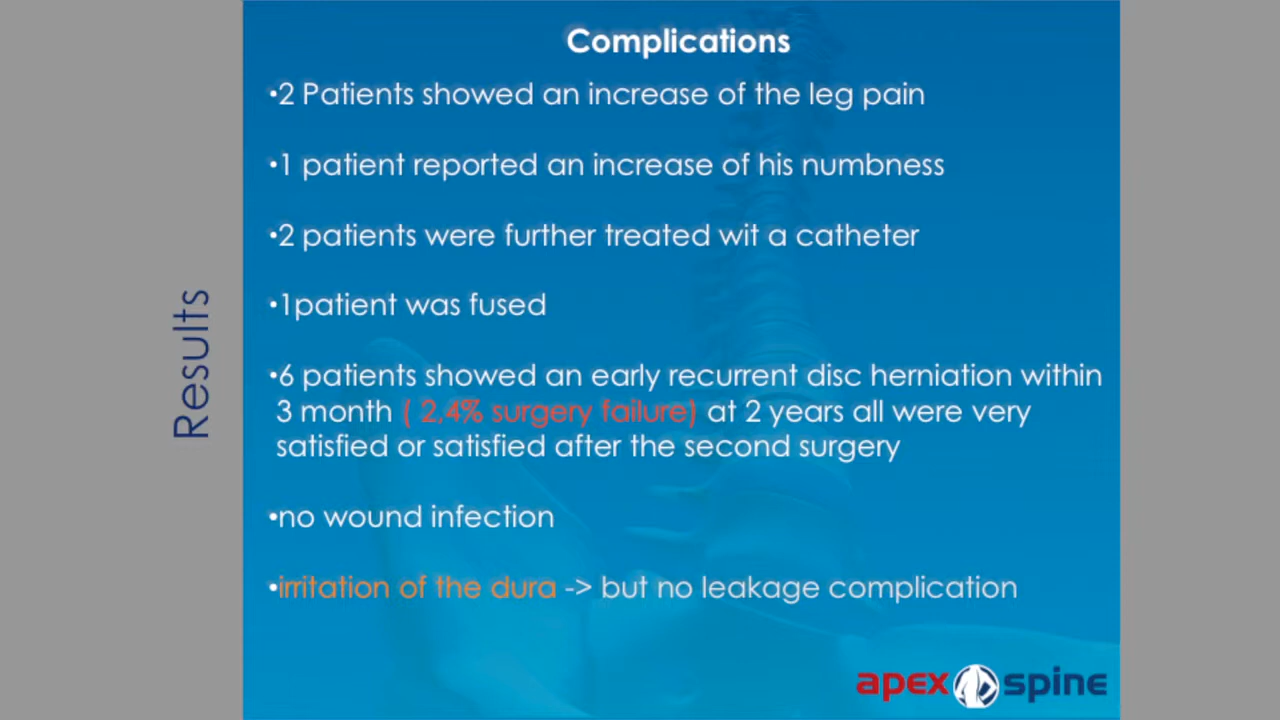 Complications
•2 Patients showed an increase of the leg pain
•1 patient reported an increase of his numbness
•2 patients were further treated wit a catheter
•1patient was fused
•6 patients showed an early recurrent disc herniation within
3 month ( 2,4% surgery failure) at 2 years all were very
satisfied or satisfied after the second surgery
•no wound infection
•irritation of the dura -> but no leakage complication
Results
apex spine